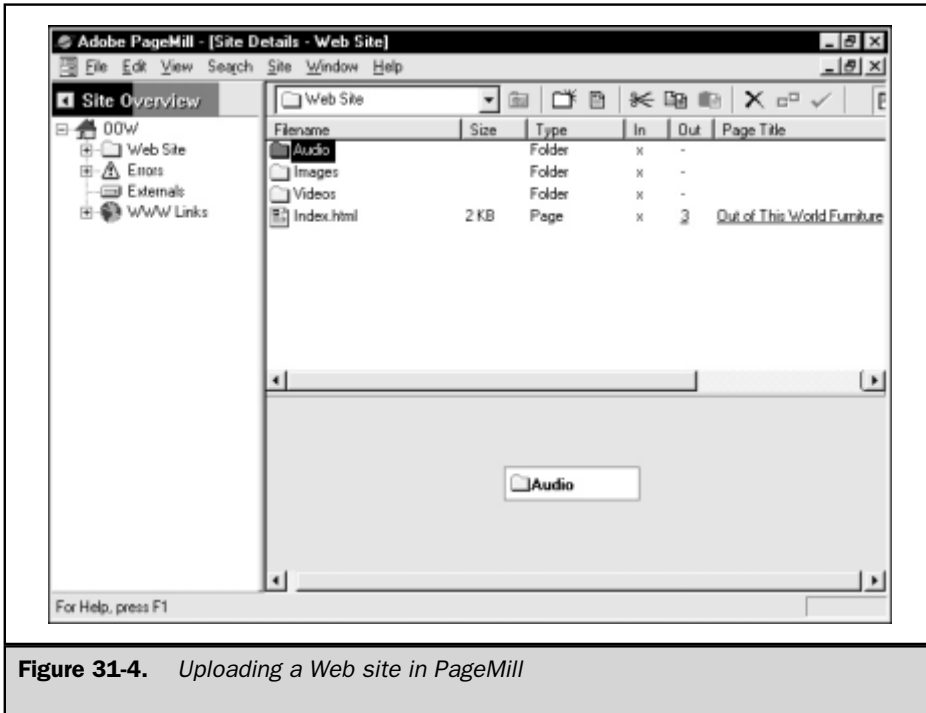 Adobe PageMill - [Site Details - Web Site]
File Edit View Search Site Window Help
Site Overview
Web Site
OOW
Web Site
Errors
Externals
WWW Links
Filename Size Type In Out Page Title
Audio Folder x -
Images Folder x -
Videos Folder x -
Index.html 2 KB Page x 3 Out of This World Furniture
Audio
For Help, press F1
Figure 31-4. Uploading a Web site in PageMill